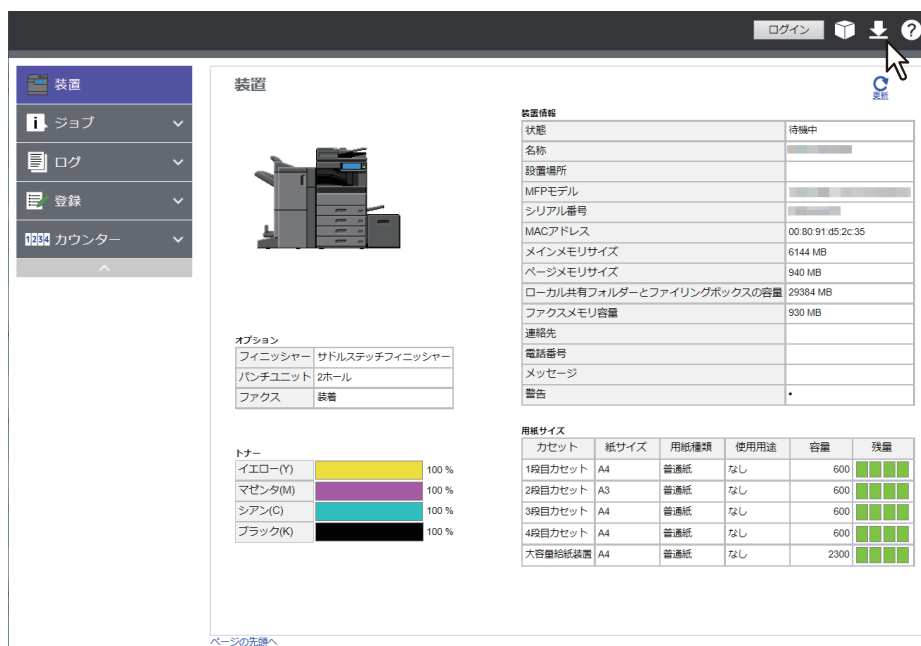 ログイン
?
装置
ジョブ
ログ
登録
1234 カウンター
装置
更新
オプション
フィニッシャー サドルステッチフィニッシャー
パンチユニット 2ホール
ファクス 装着
トナー
イエロー(Y) 100 %
マゼンタ(M) 100 %
シアン(C) 100 %
ブラック(K) 100 %
装置情報
状態 待機中
名称
設置場所
MFPモデル
シリアル番号
MACアドレス 00:80:91:d5:2c:35
メインメモリサイズ 6144 MB
ページメモリサイズ 940 MB
ローカル共有フォルダーとファイリングボックスの容量 29384 MB
ファクスメモリ容量 930 MB
連絡先
電話番号
メッセージ
警告 •
用紙サイズ
カセット 紙サイズ 用紙種類 使用用途 容量 残量
1段目カセット A4 普通紙 なし 600
2段目カセット A3 普通紙 なし 600
3段目カセット A4 普通紙 なし 600
4段目カセット A4 普通紙 なし 600
大容量給紙装置 A4 普通紙 なし 2300
ページの先頭へ